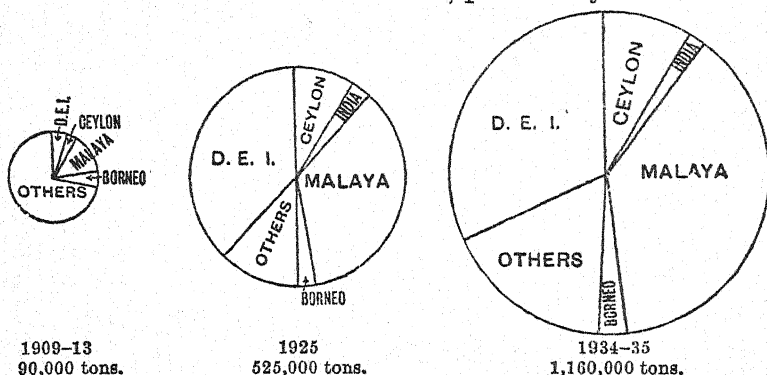 D.E.I.
CEYLON
MALAYA
BORNEO
OTHERS
1909–13
90,000 tons.
D. E. I.
CEYLON
INDIA
MALAYA
OTHERS
BORNEO
1925
525,000 tons.
D. E. I.
CEYLON
INDIA
MALAYA
OTHERS
BORNEO
1934–35
1,160,000 tons.